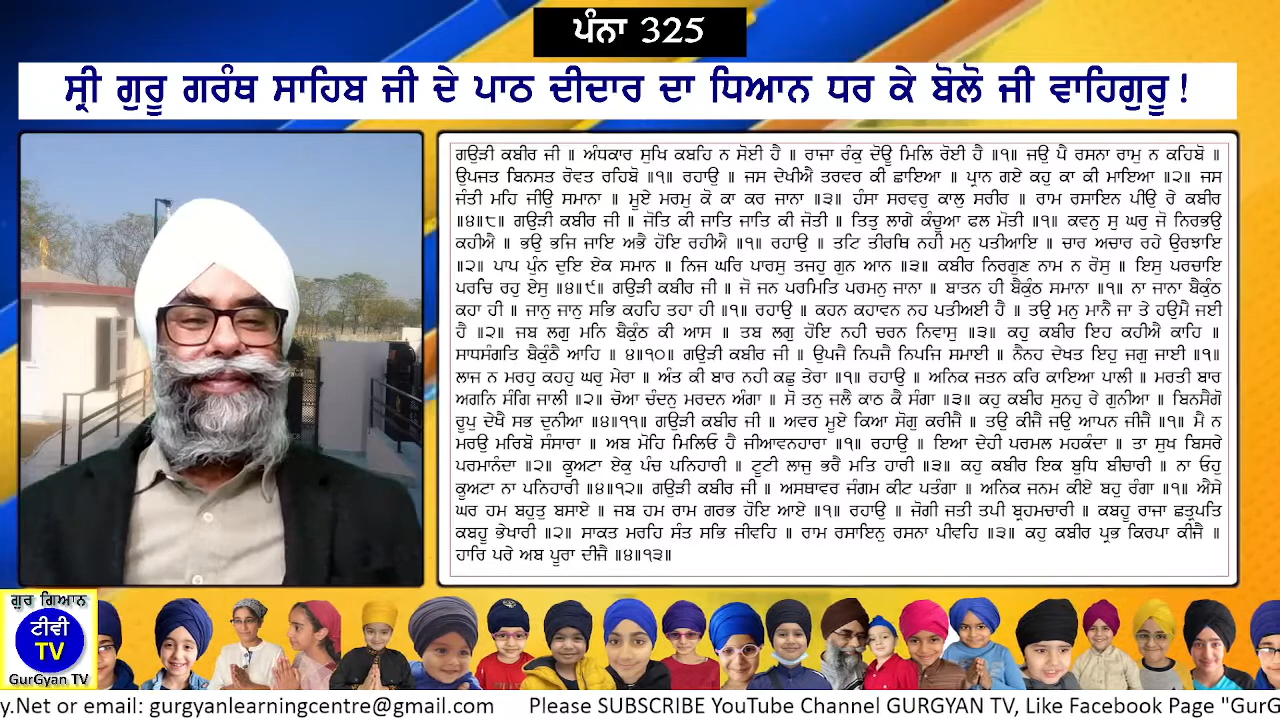 ਪੰਨਾ 325
ਸ੍ਰੀ ਗੁਰੂ ਗਰੰਥ ਸਾਹਿਬ ਜੀ ਦੇ ਪਾਠ ਦੀਦਾਰ ਦਾ ਧਿਆਨ ਧਰ ਕੇ ਬੋਲੋ ਜੀ ਵਾਹਿਗੁਰੂ !
ਗਉੜੀ ਕਬੀਰ ਜੀ ॥ ਅੰਧਕਾਰ ਸੁਖਿ ਕਬਹਿ ਨ ਸੋਈ ਹੈ ॥ ਰਾਜਾ ਰੰਕੁ ਦੋਊ ਮਿਲਿ ਰੋਈ ਹੈ ॥੧॥ ਜਉ ਪੈ ਰਸਨਾ ਰਾਮੁ ਨ ਕਹਿਬੋ ॥
ਉਪਜਤ ਬਿਨਸਤ ਰੋਵਤ ਰਹਿਬੋ ॥੧॥ ਰਹਾਉ ॥ ਜਸ ਦੇਖੀਐ ਤਰਵਰ ਕੀ ਛਾਇਆ ॥ ਪ੍ਰਾਨ ਗਏ ਕਹੁ ਕਾ ਕੀ ਮਾਇਆ ॥੨॥ ਜਸ
ਜੰਤੀ ਮਹਿ ਜੀਉ ਸਮਾਨਾ ॥ ਮੂਏ ਮਰਮੁ ਕੋ ਕਾ ਕਰ ਜਾਨਾ ॥੩॥ ਹੰਸਾ ਸਰਵਰੁ ਕਾਲੁ ਸਰੀਰ ॥ ਰਾਮ ਰਸਾਇਨ ਪੀਉ ਰੇ ਕਬੀਰ
॥੪॥੮॥ ਗਉੜੀ ਕਬੀਰ ਜੀ ॥ ਜੋਤਿ ਕੀ ਜਾਤਿ ਜਾਤਿ ਕੀ ਜੋਤੀ ॥ ਤਿਤੁ ਲਾਗੇ ਕੰਚੂਆ ਫਲ ਮੋਤੀ ॥੧॥ ਕਵਨੁ ਸੁ ਘਰੁ ਜੋ ਨਿਰਭਉ
ਕਹੀਐ ॥ ਭਉ ਭਜਿ ਜਾਇ ਅਭੈ ਹੋਇ ਰਹੀਐ ॥੧॥ ਰਹਾਉ ॥ ਤਟਿ ਤੀਰਥਿ ਨਹੀ ਮਨੁ ਪਤੀਆਇ ॥ ਚਾਰ ਅਚਾਰ ਰਹੇ ਉਰਝਾਇ
॥੨॥ ਪਾਪ ਪੁੰਨ ਦੁਇ ਏਕ ਸਮਾਨ ॥ ਨਿਜ ਘਰਿ ਪਾਰਸੁ ਤਜਹੁ ਗੁਨ ਆਨ ॥੩॥ ਕਬੀਰ ਨਿਰਗੁਣ ਨਾਮ ਨ ਰੋਸੁ ॥ ਇਸੁ ਪਰਚਾਇ
ਪਰਚਿ ਰਹੁ ਏਸੁ ॥੪॥੯॥ ਗਉੜੀ ਕਬੀਰ ਜੀ ॥ ਜੋ ਜਨ ਪਰਮਿਤਿ ਪਰਮਨੁ ਜਾਨਾ ॥ ਬਾਤਨ ਹੀ ਬੈਕੁੰਠ ਸਮਾਨਾ ॥੧॥ ਨਾ ਜਾਨਾ ਬੈਕੁੰਠ
ਕਹਾ ਹੀ ॥ ਜਾਨੁ ਜਾਨੁ ਸਭਿ ਕਹਹਿ ਤਹਾ ਹੀ ॥੧॥ ਰਹਾਉ ॥ ਕਹਨ ਕਹਾਵਨ ਨਹ ਪਤੀਅਈ ਹੈ ॥ ਤਉ ਮਨੁ ਮਾਨੈ ਜਾ ਤੇ ਹਉਮੈ ਜਈ
ਹੈ ॥੨॥ ਜਬ ਲਗੁ ਮਨਿ ਬੈਕੁੰਠ ਕੀ ਆਸ ॥ ਤਬ ਲਗੁ ਹੋਇ ਨਹੀ ਚਰਨ ਨਿਵਾਸੁ ॥੩॥ ਕਹੁ ਕਬੀਰ ਇਹ ਕਹੀਐ ਕਾਹਿ ॥
ਸਾਧਸੰਗਤਿ ਬੈਕੁੰਠੈ ਆਹਿ ॥ ੪॥੧੦॥ ਗਉੜੀ ਕਬੀਰ ਜੀ ॥ ਉਪਜੈ ਨਿਪਜੈ ਨਿਪਜਿ ਸਮਾਈ ॥ ਨੈਨਹ ਦੇਖਤ ਇਹੁ ਜਗੁ ਜਾਈ ॥੧॥
ਲਾਜ ਨ ਮਰਹੁ ਕਹਹੁ ਘਰੁ ਮੇਰਾ ॥ ਅੰਤ ਕੀ ਬਾਰ ਨਹੀ ਕਛੁ ਤੇਰਾ ॥੧॥ ਰਹਾਉ ॥ ਅਨਿਕ ਜਤਨ ਕਰਿ ਕਾਇਆ ਪਾਲੀ ॥ ਮਰਤੀ ਬਾਰ
ਅਗਨਿ ਸੰਗਿ ਜਾਲੀ ॥੨॥ ਚੋਆ ਚੰਦਨੁ ਮਰਦਨ ਅੰਗਾ ॥ ਸੋ ਤਨੁ ਜਲੈ ਕਾਠ ਕੈ ਸੰਗਾ ॥੩॥ ਕਹੁ ਕਬੀਰ ਸੁਨਹੁ ਰੇ ਗੁਨੀਆ ॥ ਬਿਨਸੈਗੋ
ਰੂਪੁ ਦੇਖੈ ਸਭ ਦੁਨੀਆ ॥੪॥੧੧॥ ਗਉੜੀ ਕਬੀਰ ਜੀ ॥ ਅਵਰ ਮੂਏ ਕਿਆ ਸੋਗੁ ਕਰੀਜੈ ॥ ਤਉ ਕੀਜੈ ਜਉ ਆਪਨ ਜੀਜੈ ॥੧॥ ਮੈ ਨ
ਮਰਉ ਮਰਿਬੋ ਸੰਸਾਰਾ ॥ ਅਬ ਮੋਹਿ ਮਿਲਿਓ ਹੈ ਜੀਆਵਨਹਾਰਾ ॥੧॥ ਰਹਾਉ ॥ ਇਆ ਦੇਹੀ ਪਰਮਲ ਮਹਕੰਦਾ ॥ ਤਾ ਸੁਖ ਬਿਸਰੇ
ਪਰਮਾਨੰਦਾ ॥੨॥ ਕੂਅਟਾ ਏਕੁ ਪੰਚ ਪਨਿਹਾਰੀ ॥ ਟੂਟੀ ਲਾਜੁ ਭਰੈ ਮਤਿ ਹਾਰੀ ॥੩॥ ਕਹੁ ਕਬੀਰ ਇਕ ਬੁਧਿ ਬੀਚਾਰੀ ॥ ਨਾ ਓਹੁ
ਕੂਅਟਾ ਨਾ ਪਨਿਹਾਰੀ ॥੪॥੧੨॥ ਗਉੜੀ ਕਬੀਰ ਜੀ ॥ ਅਸਥਾਵਰ ਜੰਗਮ ਕੀਟ ਪਤੰਗਾ ॥ ਅਨਿਕ ਜਨਮ ਕੀਏ ਬਹੁ ਰੰਗਾ ॥੧॥ ਐਸੇ
ਘਰ ਹਮ ਬਹੁਤੁ ਬਸਾਏ ॥ ਜਬ ਹਮ ਰਾਮ ਗਰਭ ਹੋਇ ਆਏ ॥੧॥ ਰਹਾਉ ॥ ਜੋਗੀ ਜਤੀ ਤਪੀ ਬ੍ਰਹਮਚਾਰੀ ॥ ਕਬਹੂ ਰਾਜਾ ਛਤ੍ਰਪਤਿ
ਕਬਹੂ ਭੇਖਾਰੀ ॥੨॥ ਸਾਕਤ ਮਰਹਿ ਸੰਤ ਸਭਿ ਜੀਵਹਿ ॥ ਰਾਮ ਰਸਾਇਨੁ ਰਸਨਾ ਪੀਵਹਿ ॥੩॥ ਕਹੁ ਕਬੀਰ ਪ੍ਰਭ ਕਿਰਪਾ ਕੀਜੈ ॥
ਹਾਰਿ ਪਰੇ ਅਬ ਪੂਰਾ ਦੀਜੈ ॥੪॥੧੩॥
ਗੁਰ ਗਿਆਨ
ਟੀਵੀ
TV
GurGyan TV
y.Net or email: gurgyanlearningcentre@gmail.com Please SUBSCRIBE YouTube Channel GURGYAN TV, Like Facebook Page "GurG